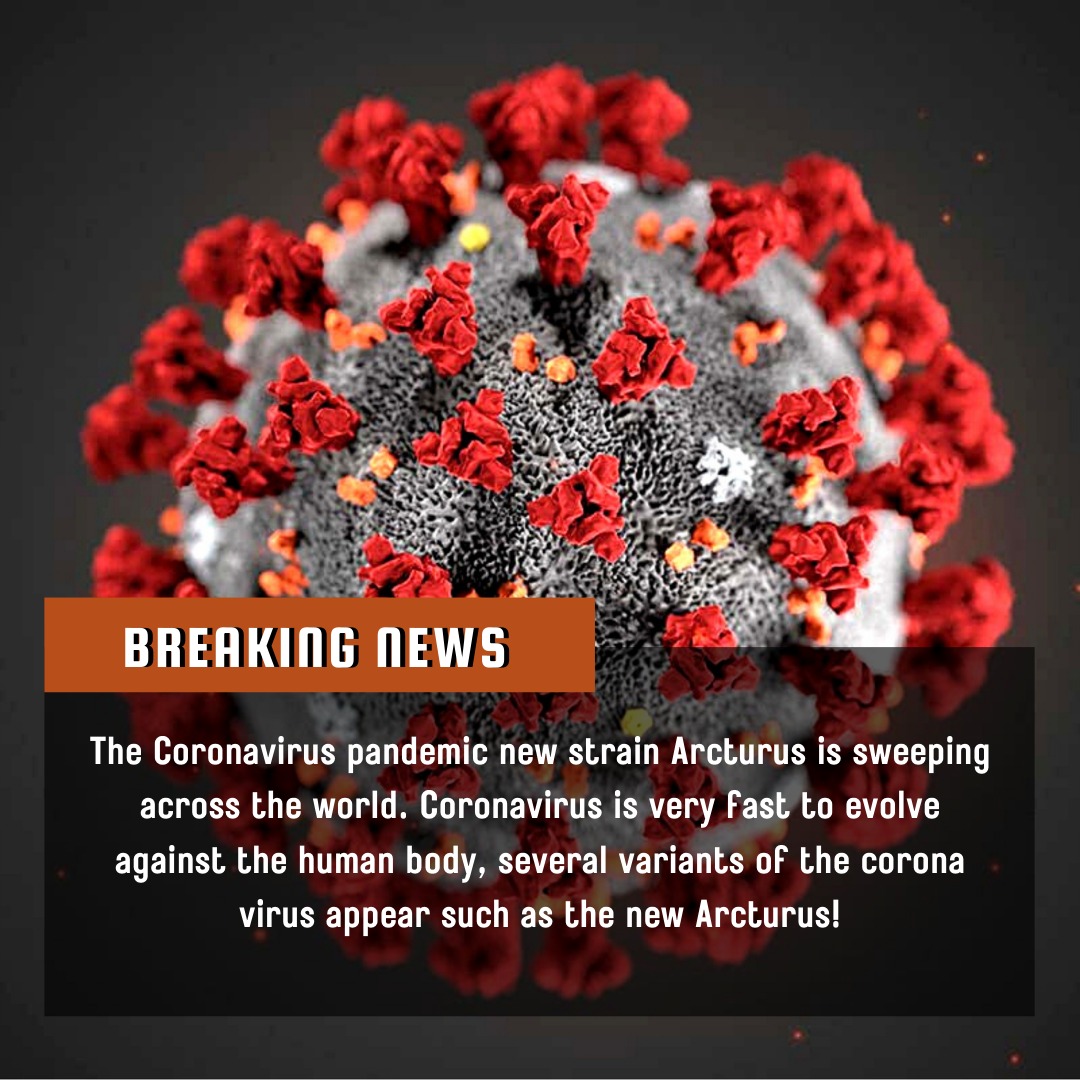 BREAKING NEWS
The Coronavirus pandemic new strain Arcturus is sweeping
across the world. Coronavirus is very fast to evolve
against the human body, several variants of the corona
virus appear such as the new Arcturus!